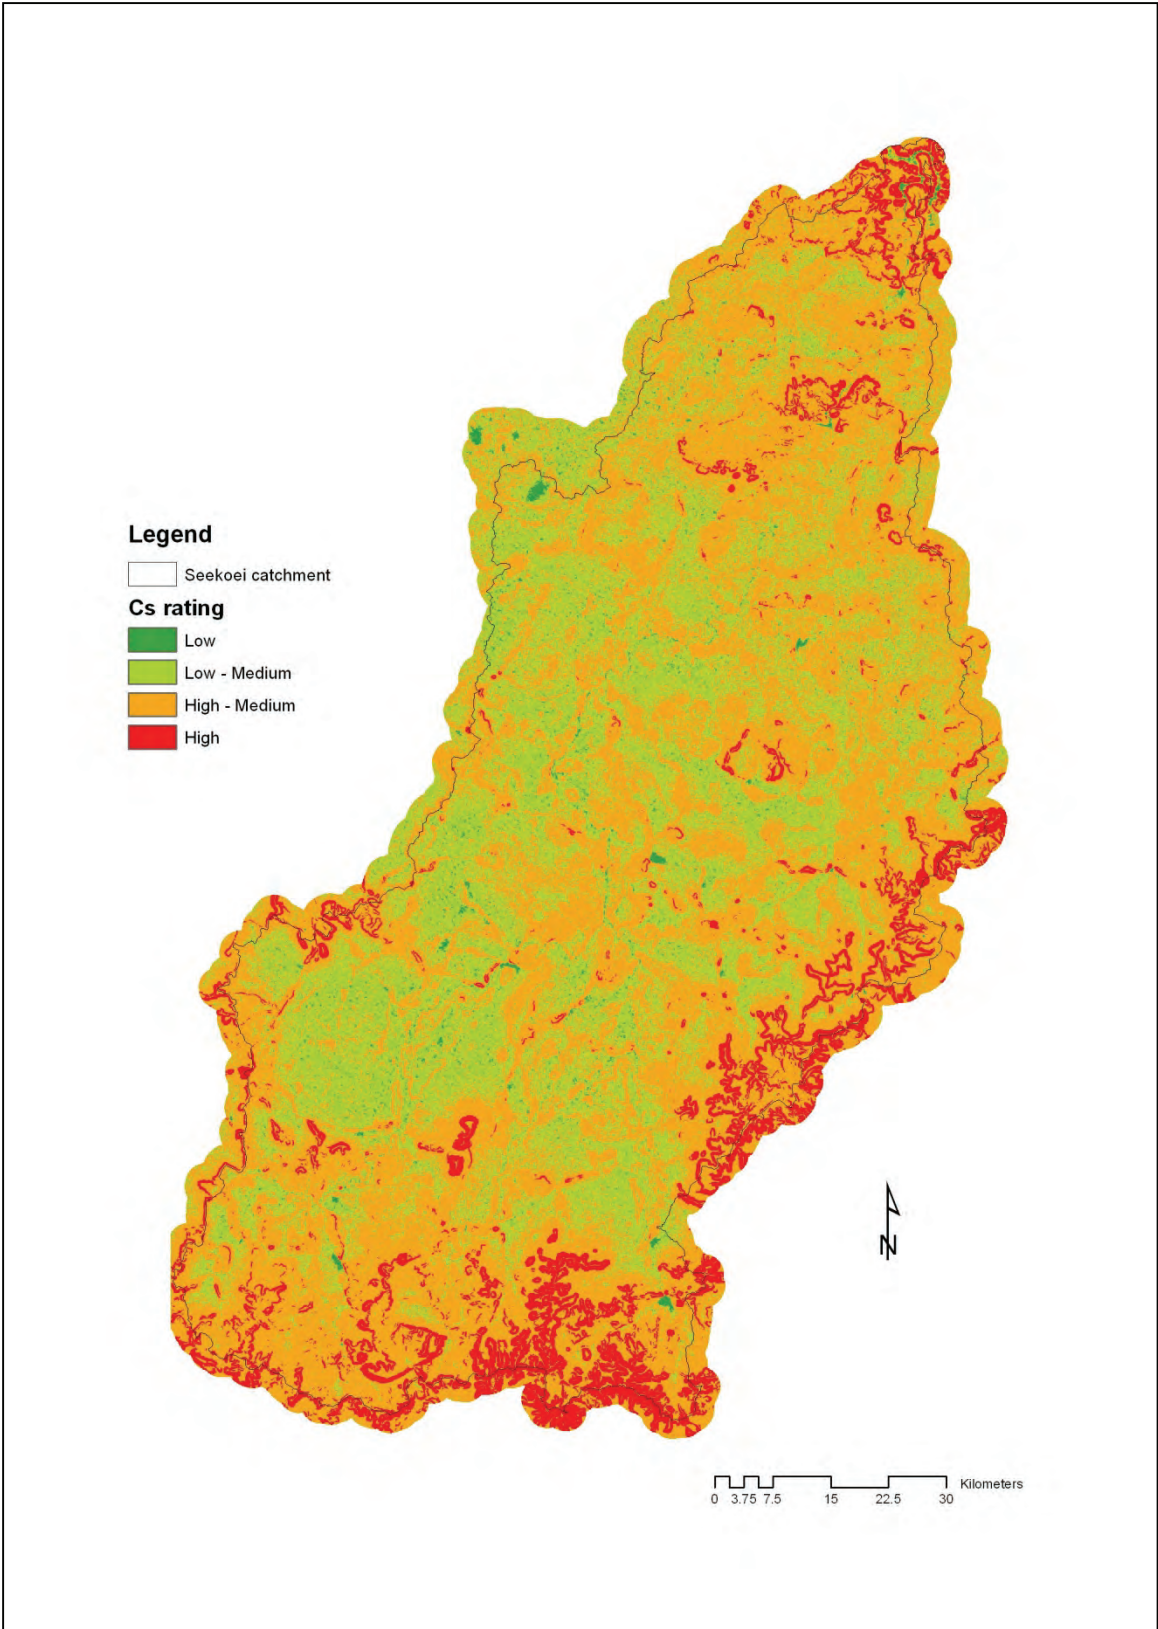 Legend
Seekoei catchment
Cs rating
Low
Low - Medium
High - Medium
High
N
Kilometers
0 3.75 7.5 15 22.5 30